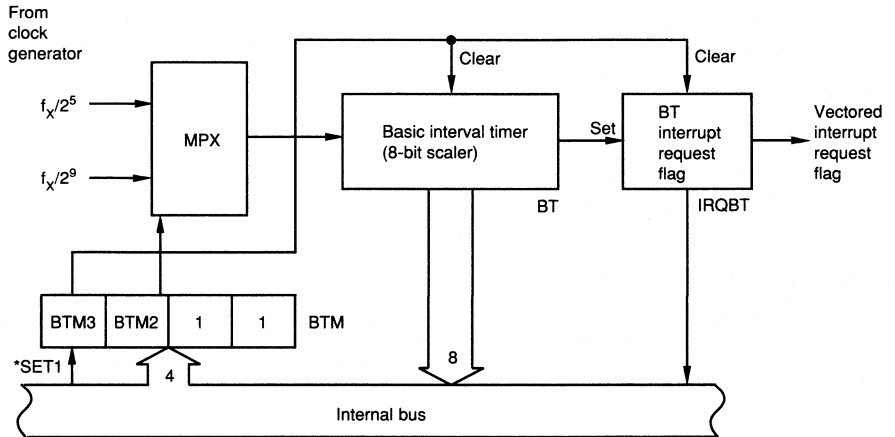 From
clock
generator
Clear
Clear
f_X/2^5
MPX
f_X/2^9
Basic interval timer
(8-bit scaler)
Set
BT
interrupt
request
flag
Vectored
interrupt
request
flag
BT
IRQBT
BTM3 BTM2 1 1 BTM
*SET1
4
8
Internal bus